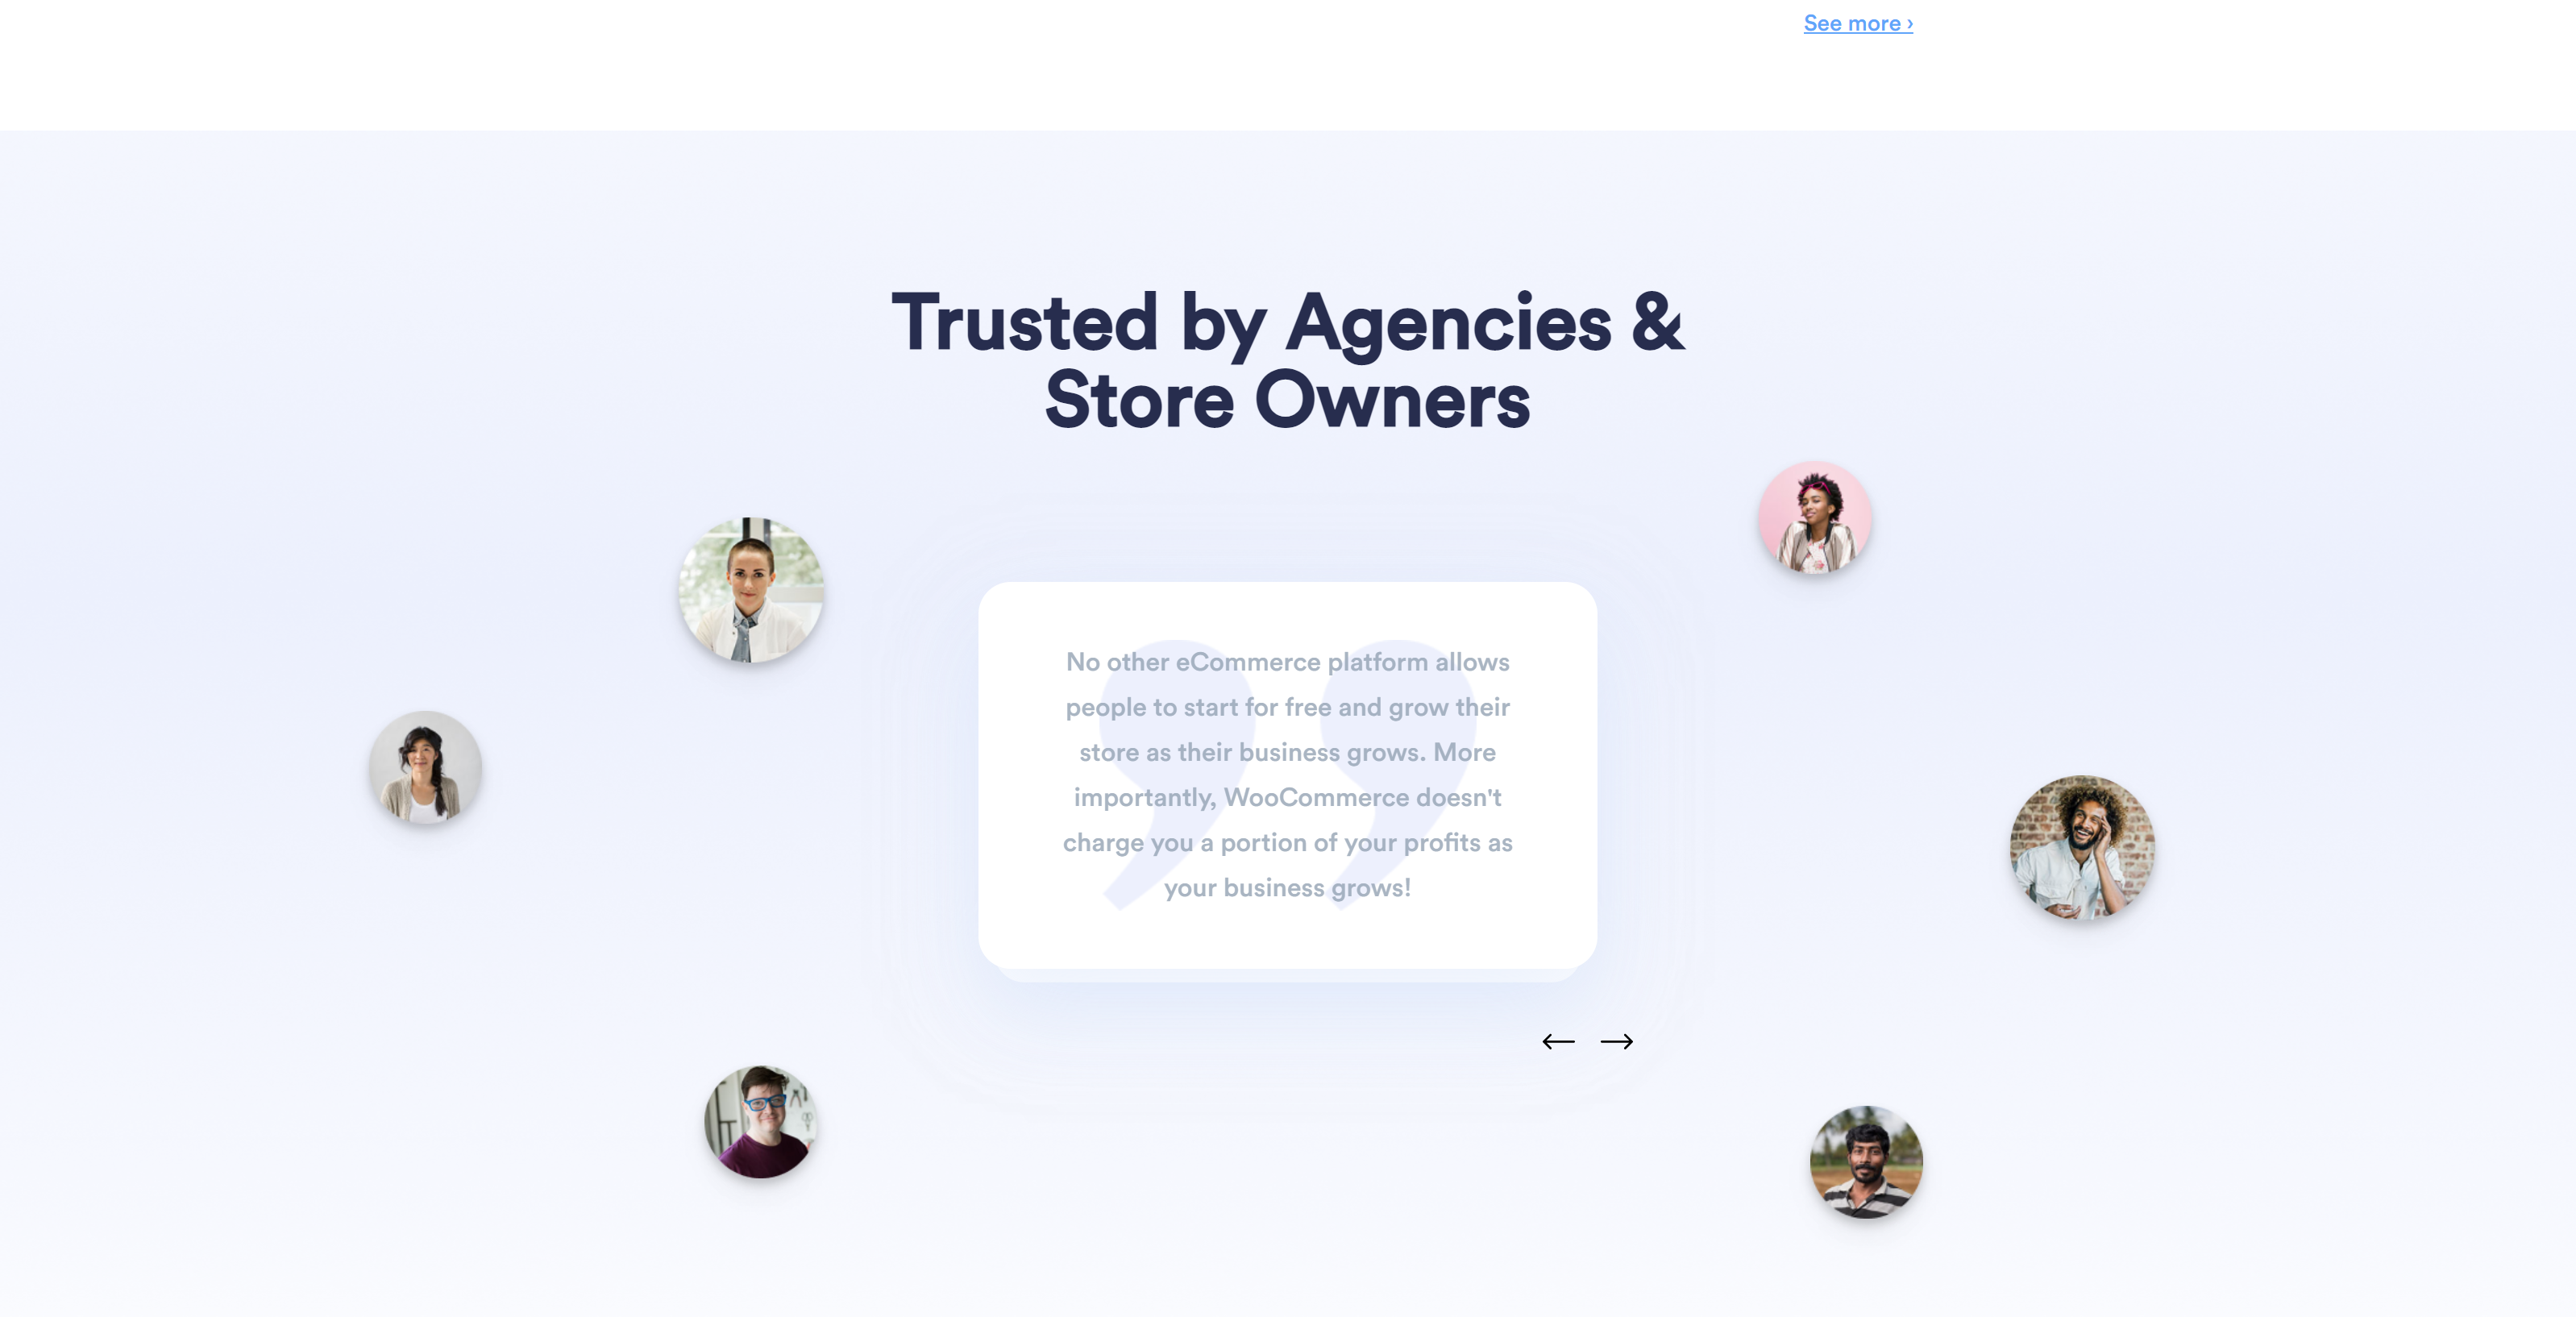 See more ›
Trusted by Agencies &
Store Owners
No other eCommerce platform allows
people to start for free and grow their
store as their business grows. More
importantly, WooCommerce doesn't
charge you a portion of your profits as
your business grows!